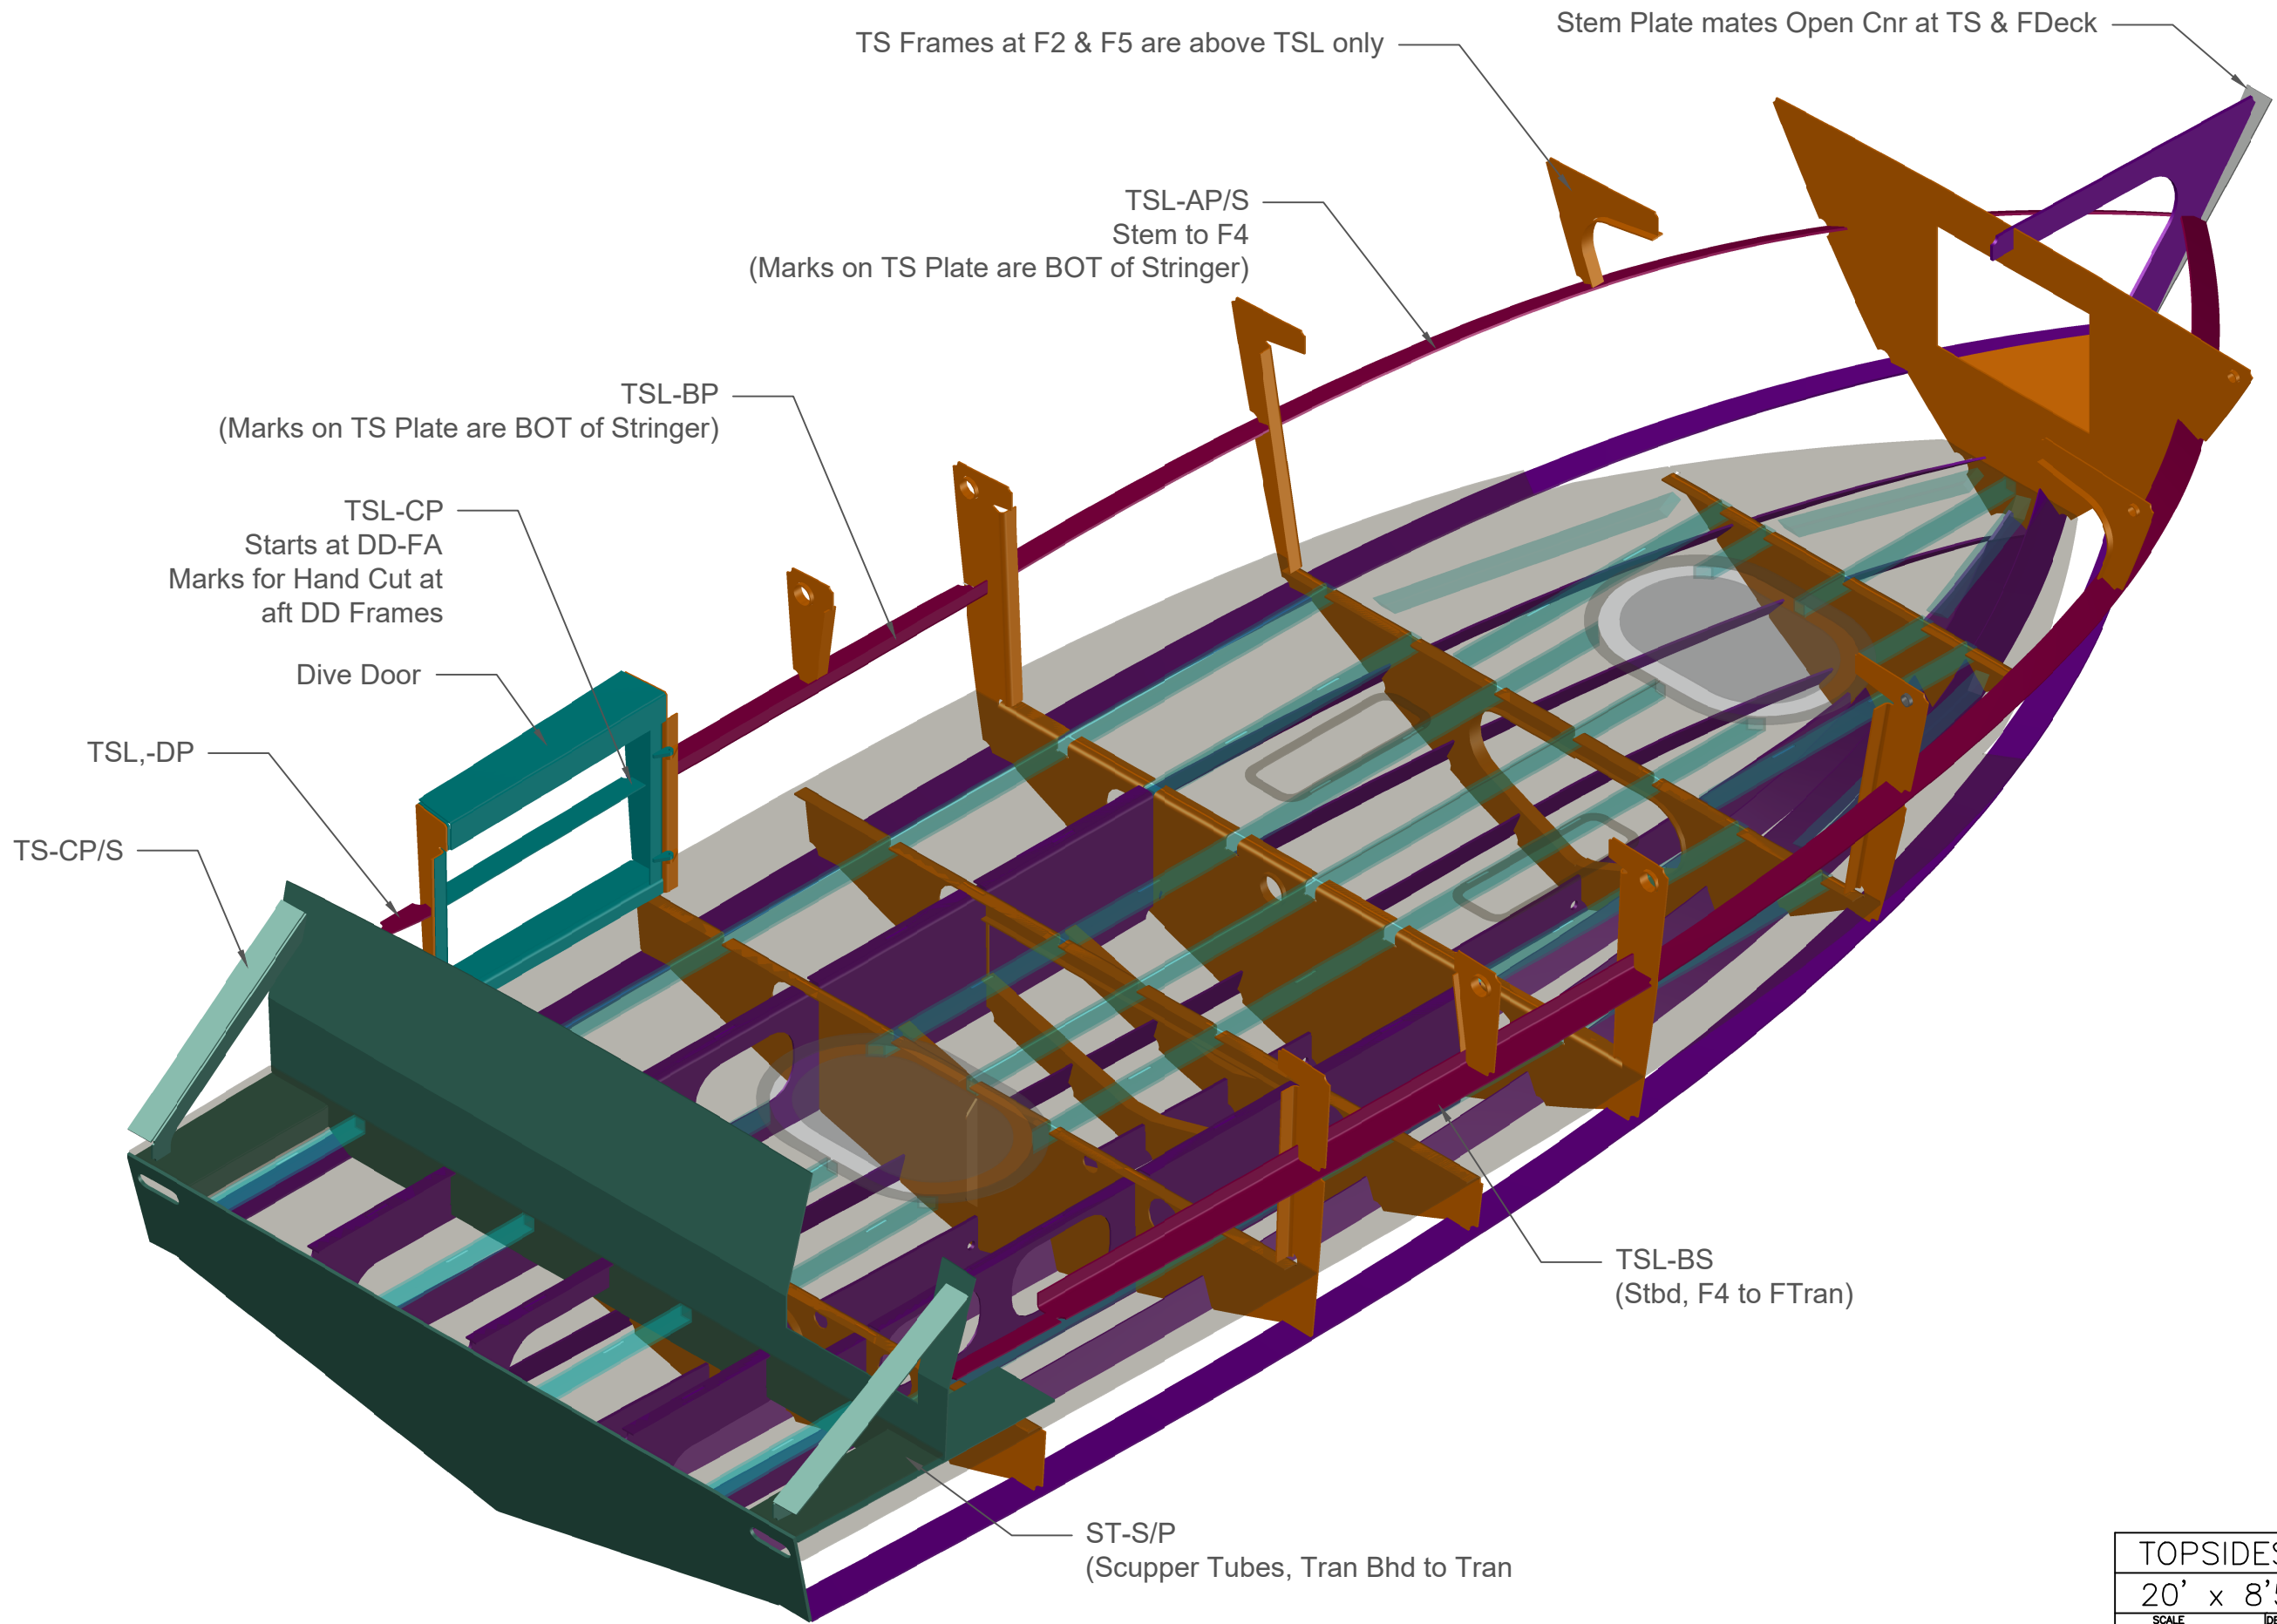 Stem Plate mates Open Cnr at TS & FDeck
TS Frames at F2 & F5 are above TSL only
TSL-AP/S
Stem to F4
(Marks on TS Plate are BOT of Stringer)
TSL-BP
(Marks on TS Plate are BOT of Stringer)
TSL-CP
Starts at DD-FA
Marks for Hand Cut at
aft DD Frames
Dive Door
TSL,-DP
TS-CP/S
TSL-BS
(Stbd, F4 to FTran)
ST-S/P
(Scupper Tubes, Tran Bhd to Tran
TOPSIDES
20' x 8'5
SCALE